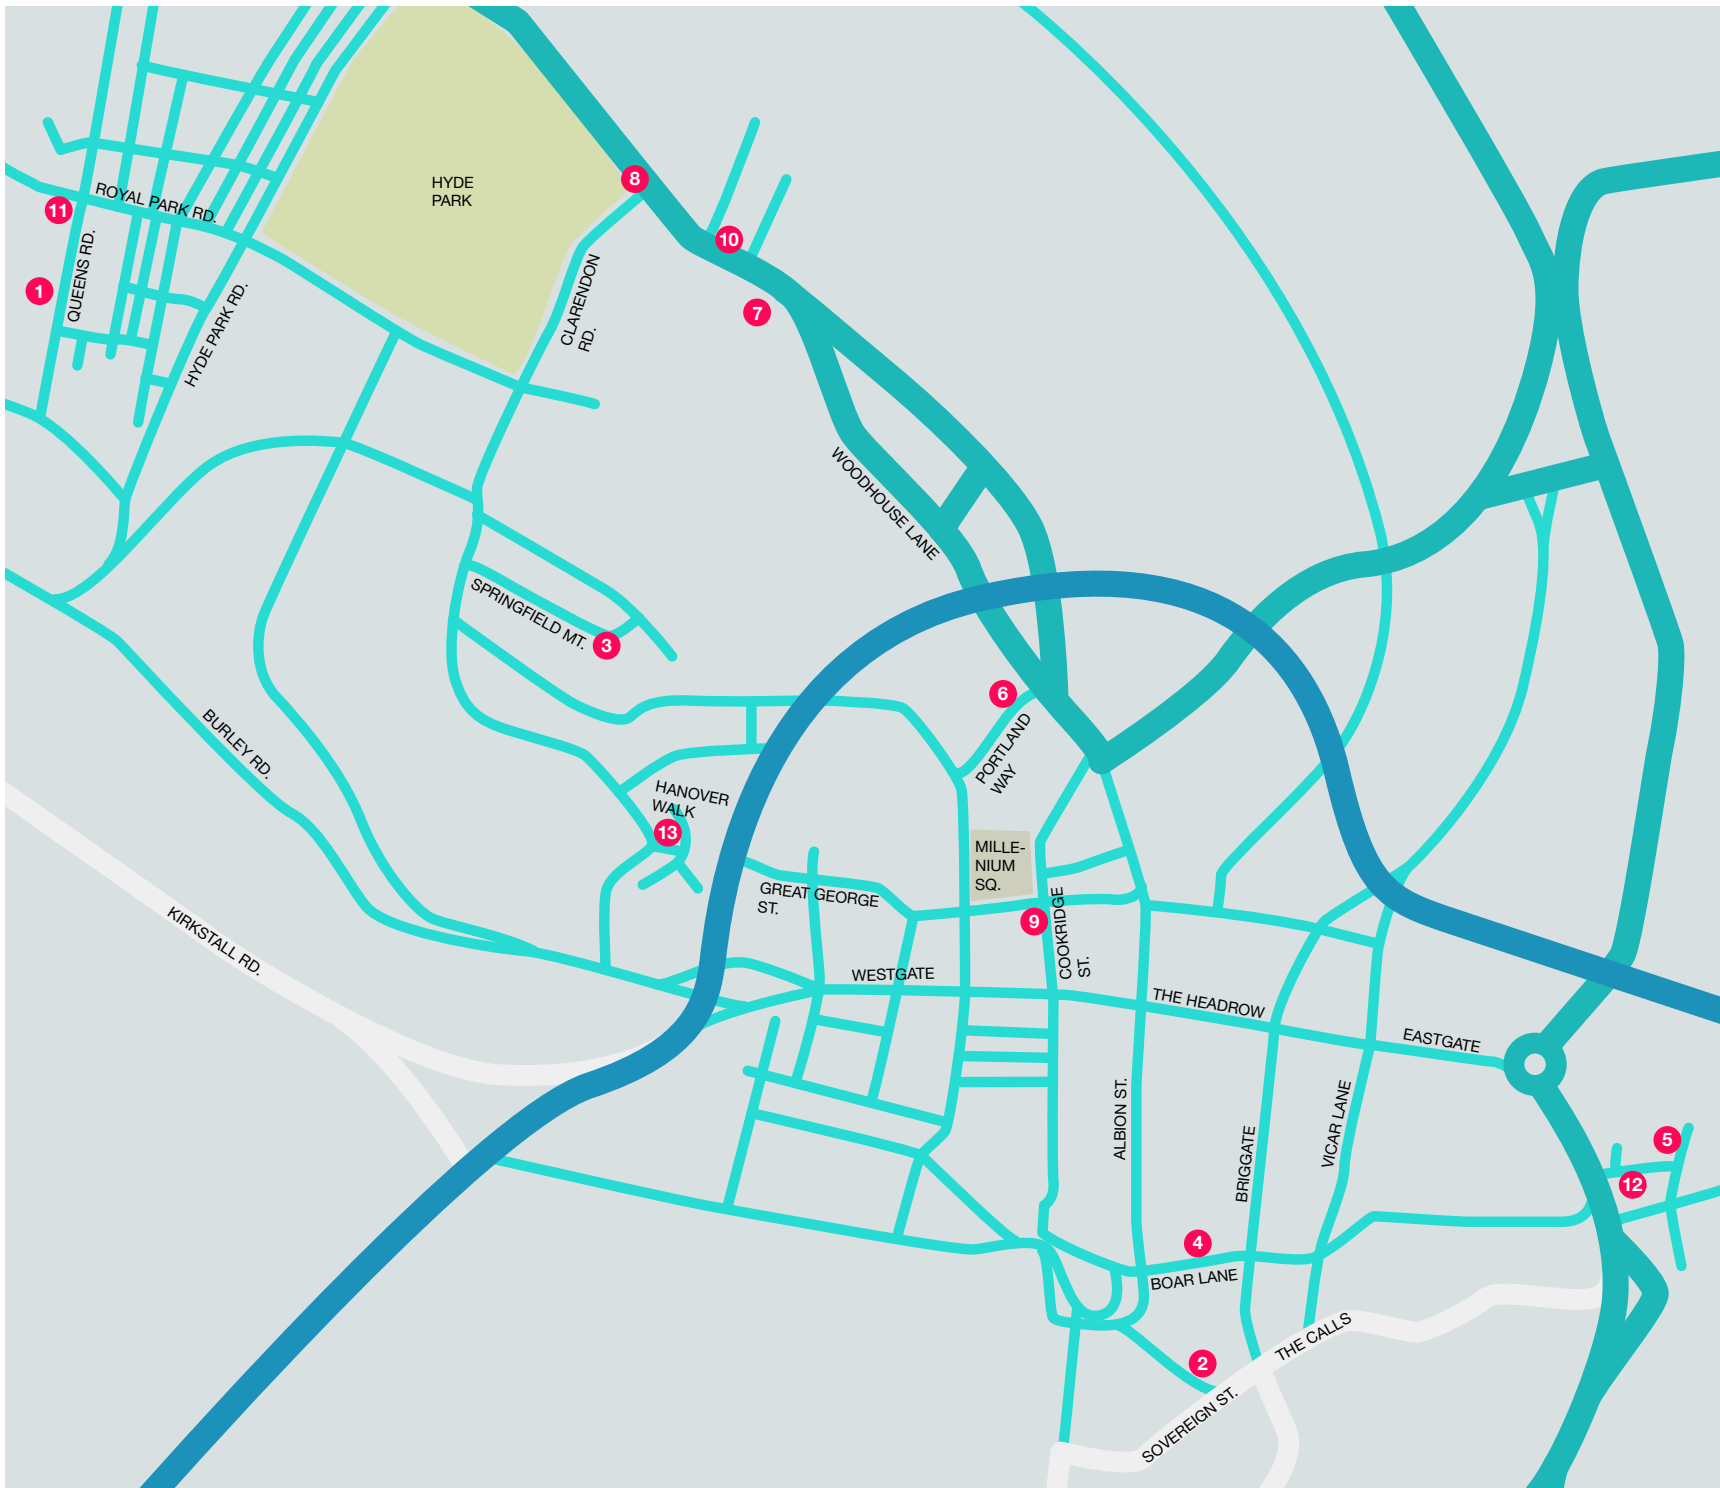 HYDE
PARK
8
ROYAL PARK RD.
11
10
QUEENS RD.
1
HYDE PARK RD.
CLARENDON
RD.
7
WOODHOUSE LANE
SPRINGFIELD MT.
3
6
PORTLAND
WAY
BURLEY RD.
HANOVER
WALK
13
MILLE-
NIUM
SQ.
GREAT GEORGE
ST.
9
COOKRIDGE
ST.
KIRKSTALL RD.
WESTGATE
THE HEADROW
EASTGATE
ALBION ST.
BRIGGATE
VICAR LANE
5
12
4
BOAR LANE
THE CALLS
2
SOVEREIGN ST.